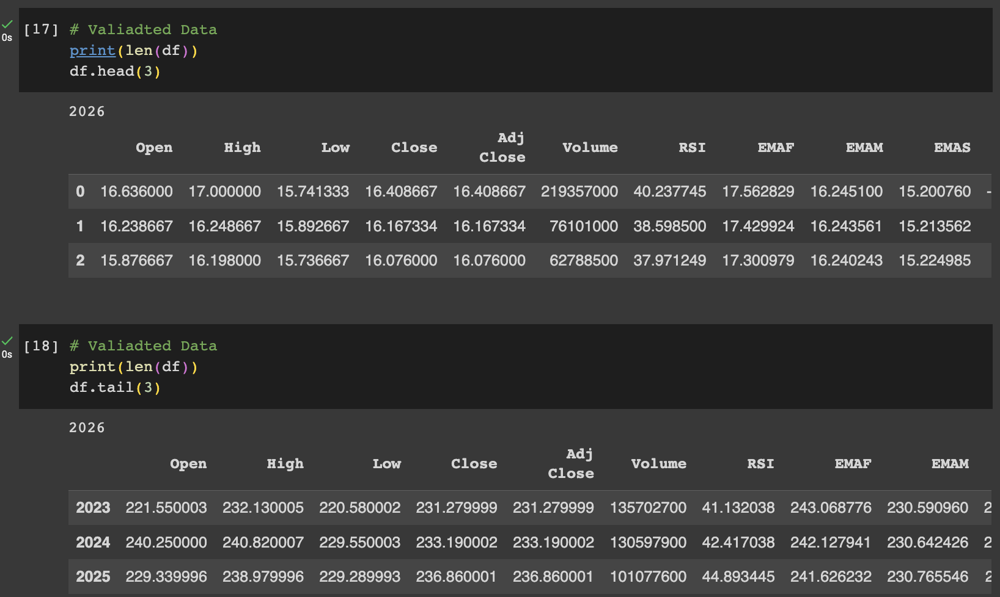 [17] # Valiadted Data
0s
print(len(df))
df.head(3)
2026
Open High Low Close Adj Close Volume RSI EMAF EMAM EMAS
0 16.636000 17.000000 15.741333 16.408667 16.408667 219357000 40.237745 17.562829 16.245100 15.200760 -
1 16.238667 16.248667 15.892667 16.167334 16.167334 76101000 38.598500 17.429924 16.243561 15.213562
2 15.876667 16.198000 15.736667 16.076000 16.076000 62788500 37.971249 17.300979 16.240243 15.224985
[18] # Valiadted Data
0s
print(len(df))
df.tail(3)
2026
Open High Low Close Adj Close Volume RSI EMAF EMAM
2023 221.550003 232.130005 220.580002 231.279999 231.279999 135702700 41.132038 243.068776 230.590960 2
2024 240.250000 240.820007 229.550003 233.190002 233.190002 130597900 42.417038 242.127941 230.642426 2
2025 229.339996 238.979996 229.289993 236.860001 236.860001 101077600 44.893445 241.626232 230.765546 2